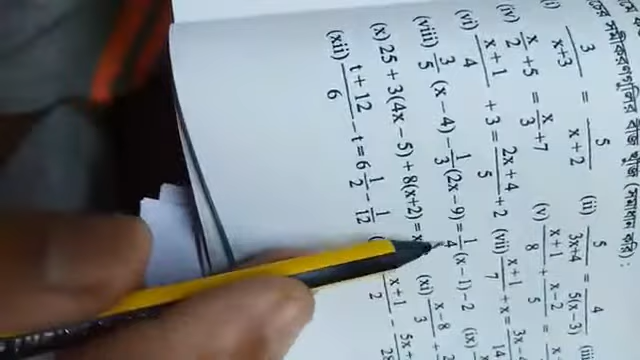 সমীকরণগুলির বীজ খুঁজি (সমাধান করি) :
3/(x+3) = 5/(x+2) (ii) 5/(3x+4) = 4/(5(x-3))
(iv) x/2 + 5 = x/3 + 7 (v) (x+1)/8 + (x-2)/5 =
(vi) (x+1)/4 + 3 = (2x+4)/5 + 2 (vii) (x+1)/7 + x =
(viii) 3/5 (x-4) - 1/3 (2x-9) = 1/4 (x-1) - 2 (ix)
(x) 25 + 3(4x-5) + 8(x+2) = x (xi) (x-8)/3 +
(xii) (t+12)/6 - t = 6 1/2 - 1/12 (x+1)/2 -